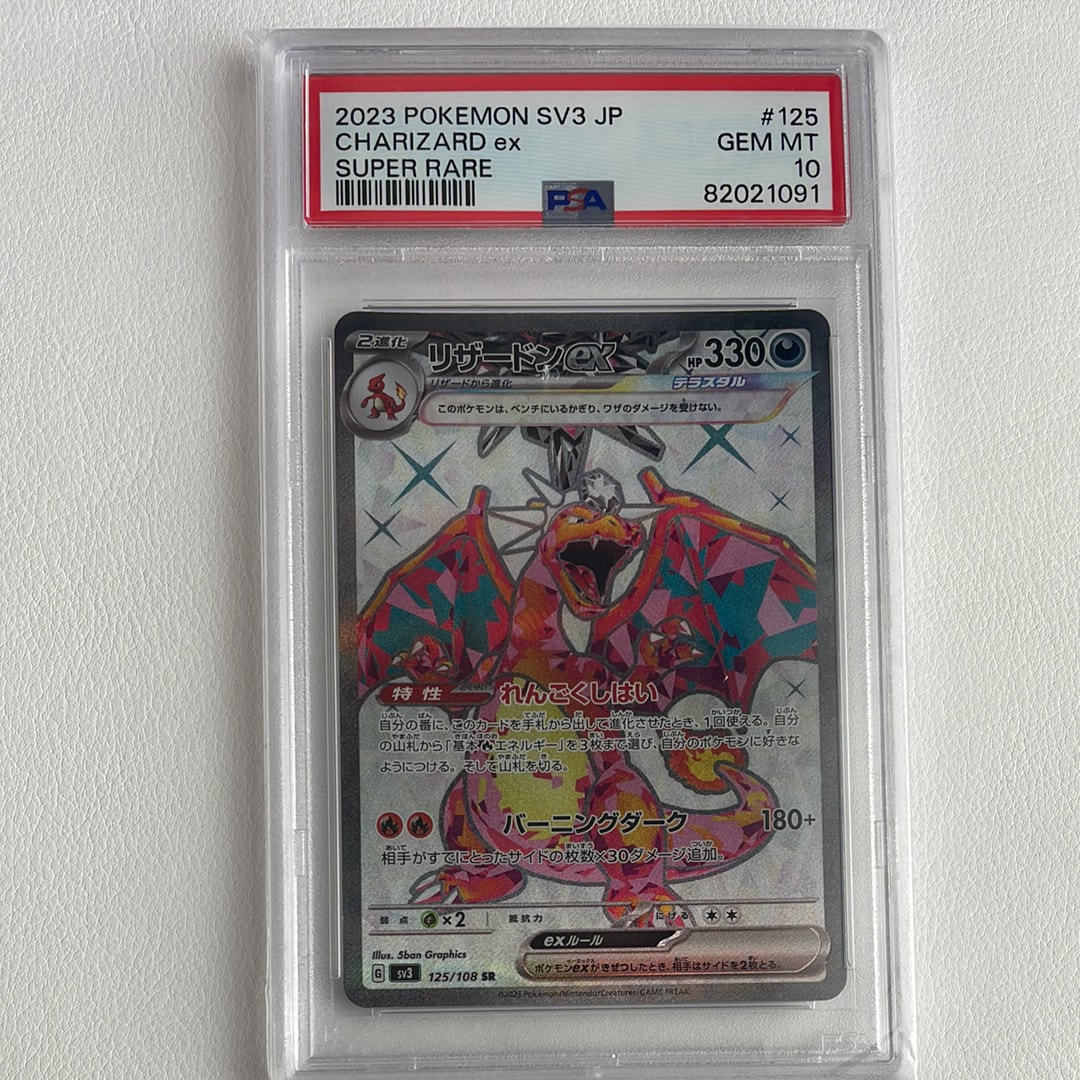 2023 POKEMON SV3 JP #125
CHARIZARD ex GEM MT
SUPER RARE 10
PSA 82021091
2進化 リザードンex HP330
リザードから進化 テラスタル
このポケモンは、ベンチにいるかぎり、ワザのダメージを受けない。
特性 れんごくしはい
自分の番に、このカードを手札から出して進化させたとき、1回使える。自分
の山札から「基本エネルギー」を3枚まで選び、自分のポケモンに好きな
ようにつける。そして山札を切る。
バーニングダーク 180+
相手がすでにとったサイドの枚数×30ダメージ追加。
弱点 ×2 抵抗力 にげる
exルール
ポケモンexがきぜつしたとき、相手はサイドを2枚とる。
Illus. 5ban Graphics
G sv3 125/108 SR
©2023 Pokémon/Nintendo/Creatures/GAME FREAK.